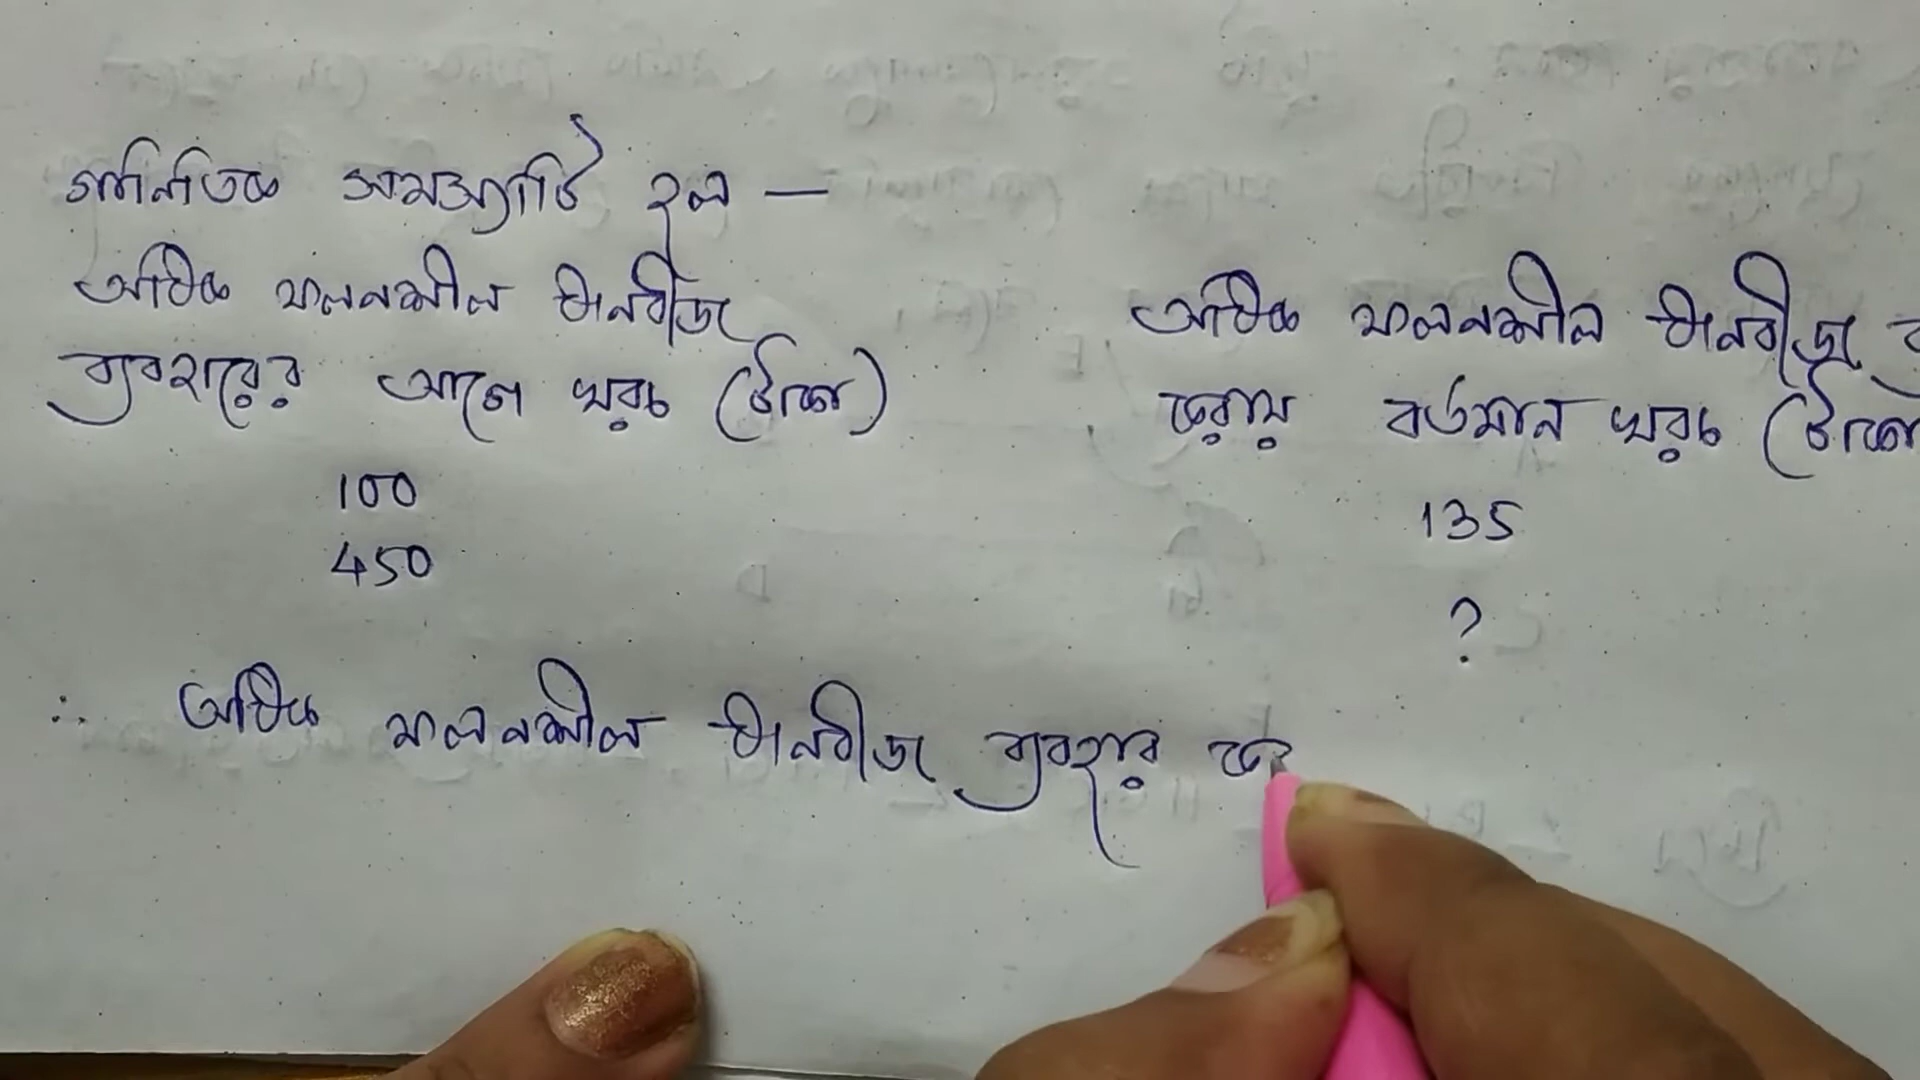 গাণিতিক সমস্যাটি হল —
অধিক ফলনশীল ধানবীজ
ব্যবহারের আগে খরচ (টাকা)
100
450
অধিক ফলনশীল ধানবীজ
করায় বর্তমান খরচ (টাকা
135
?
∴ অধিক ফলনশীল ধানবীজ ব্যবহার